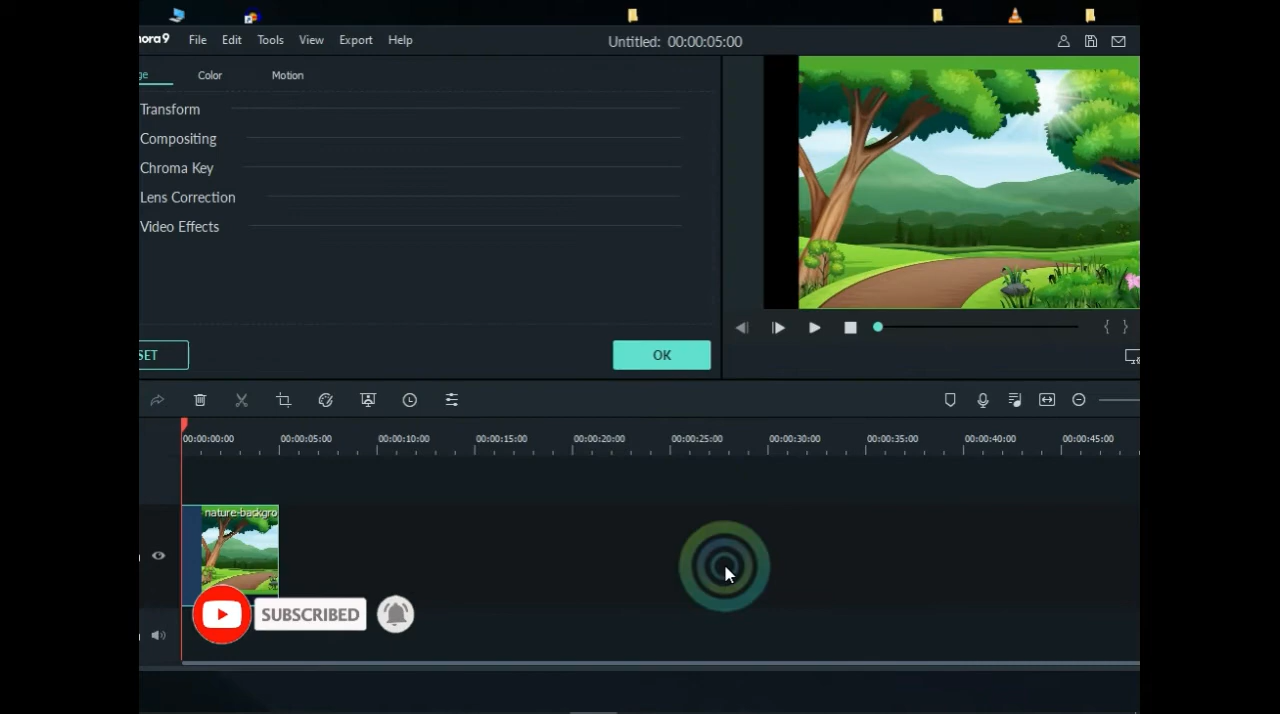 nora9 File Edit Tools View Export Help Untitled: 00:00:05:00
ge Color Motion
Transform
Compositing
Chroma Key
Lens Correction
Video Effects
SET OK
00:00:00:00 00:00:05:00 00:00:10:00 00:00:15:00 00:00:20:00 00:00:25:00 00:00:30:00 00:00:35:00 00:00:40:00 00:00:45:00
nature-backgro
SUBSCRIBED